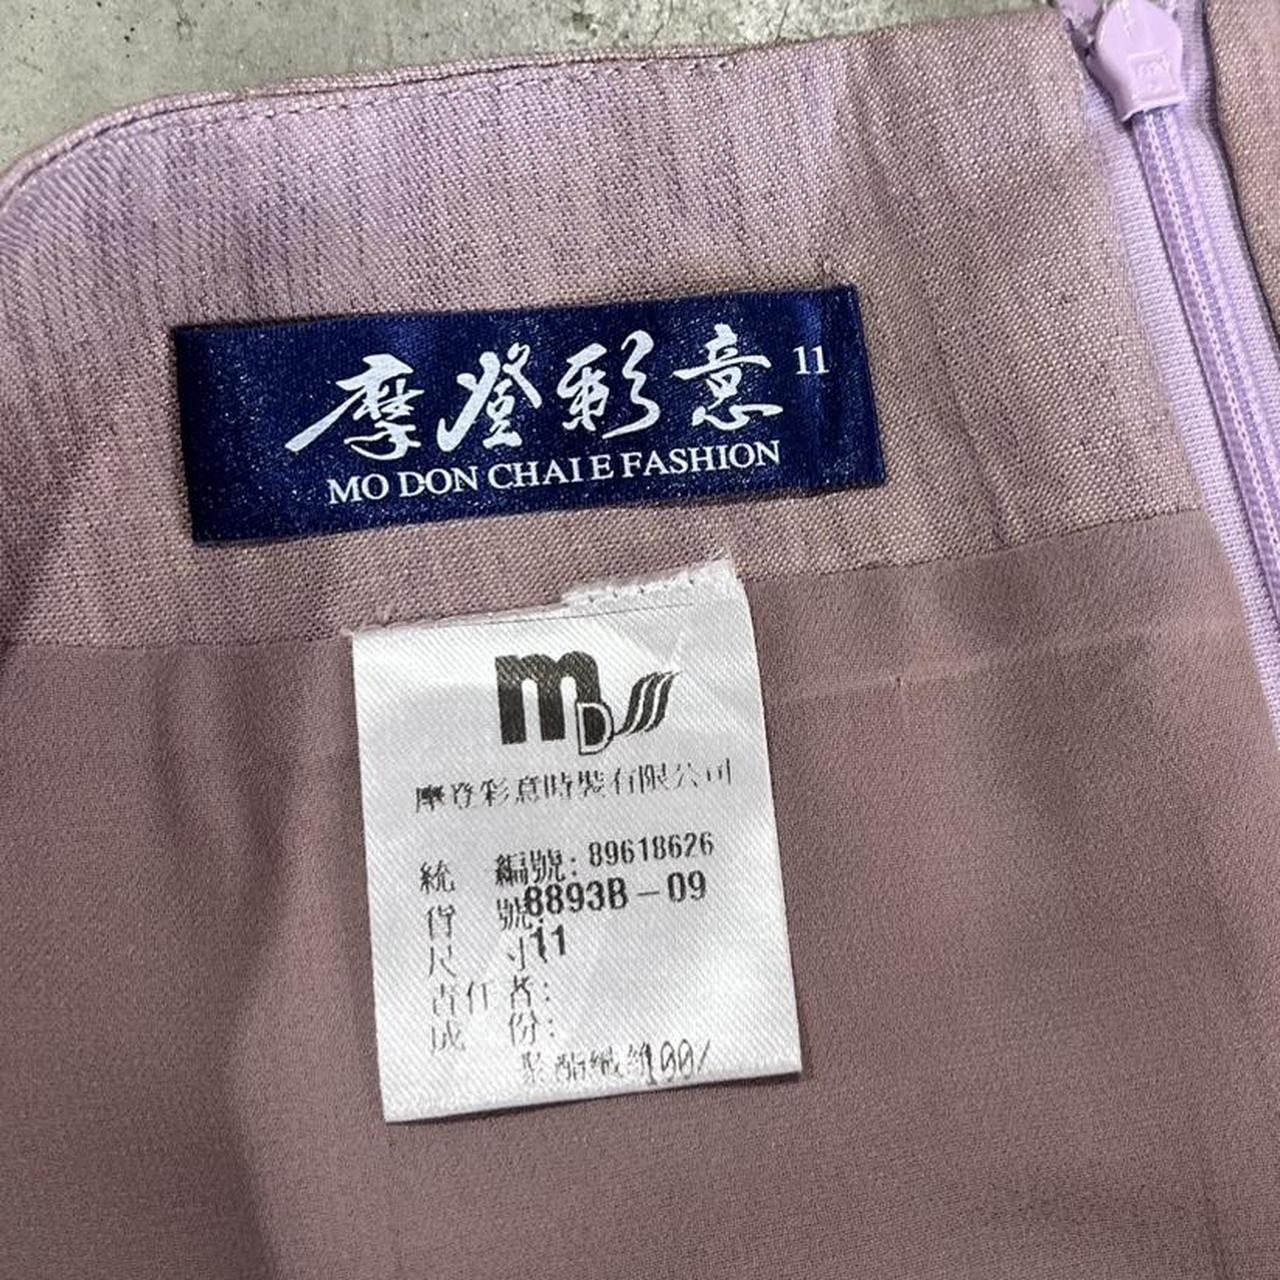 摩登彩意 11
MO DON CHAIE FASHION
mD
摩登彩意時裝有限公司
統 編號: 89618626
貨 號: 8893B-09
尺 寸: 11
責任者:
成 份:
聚酯纖維100/